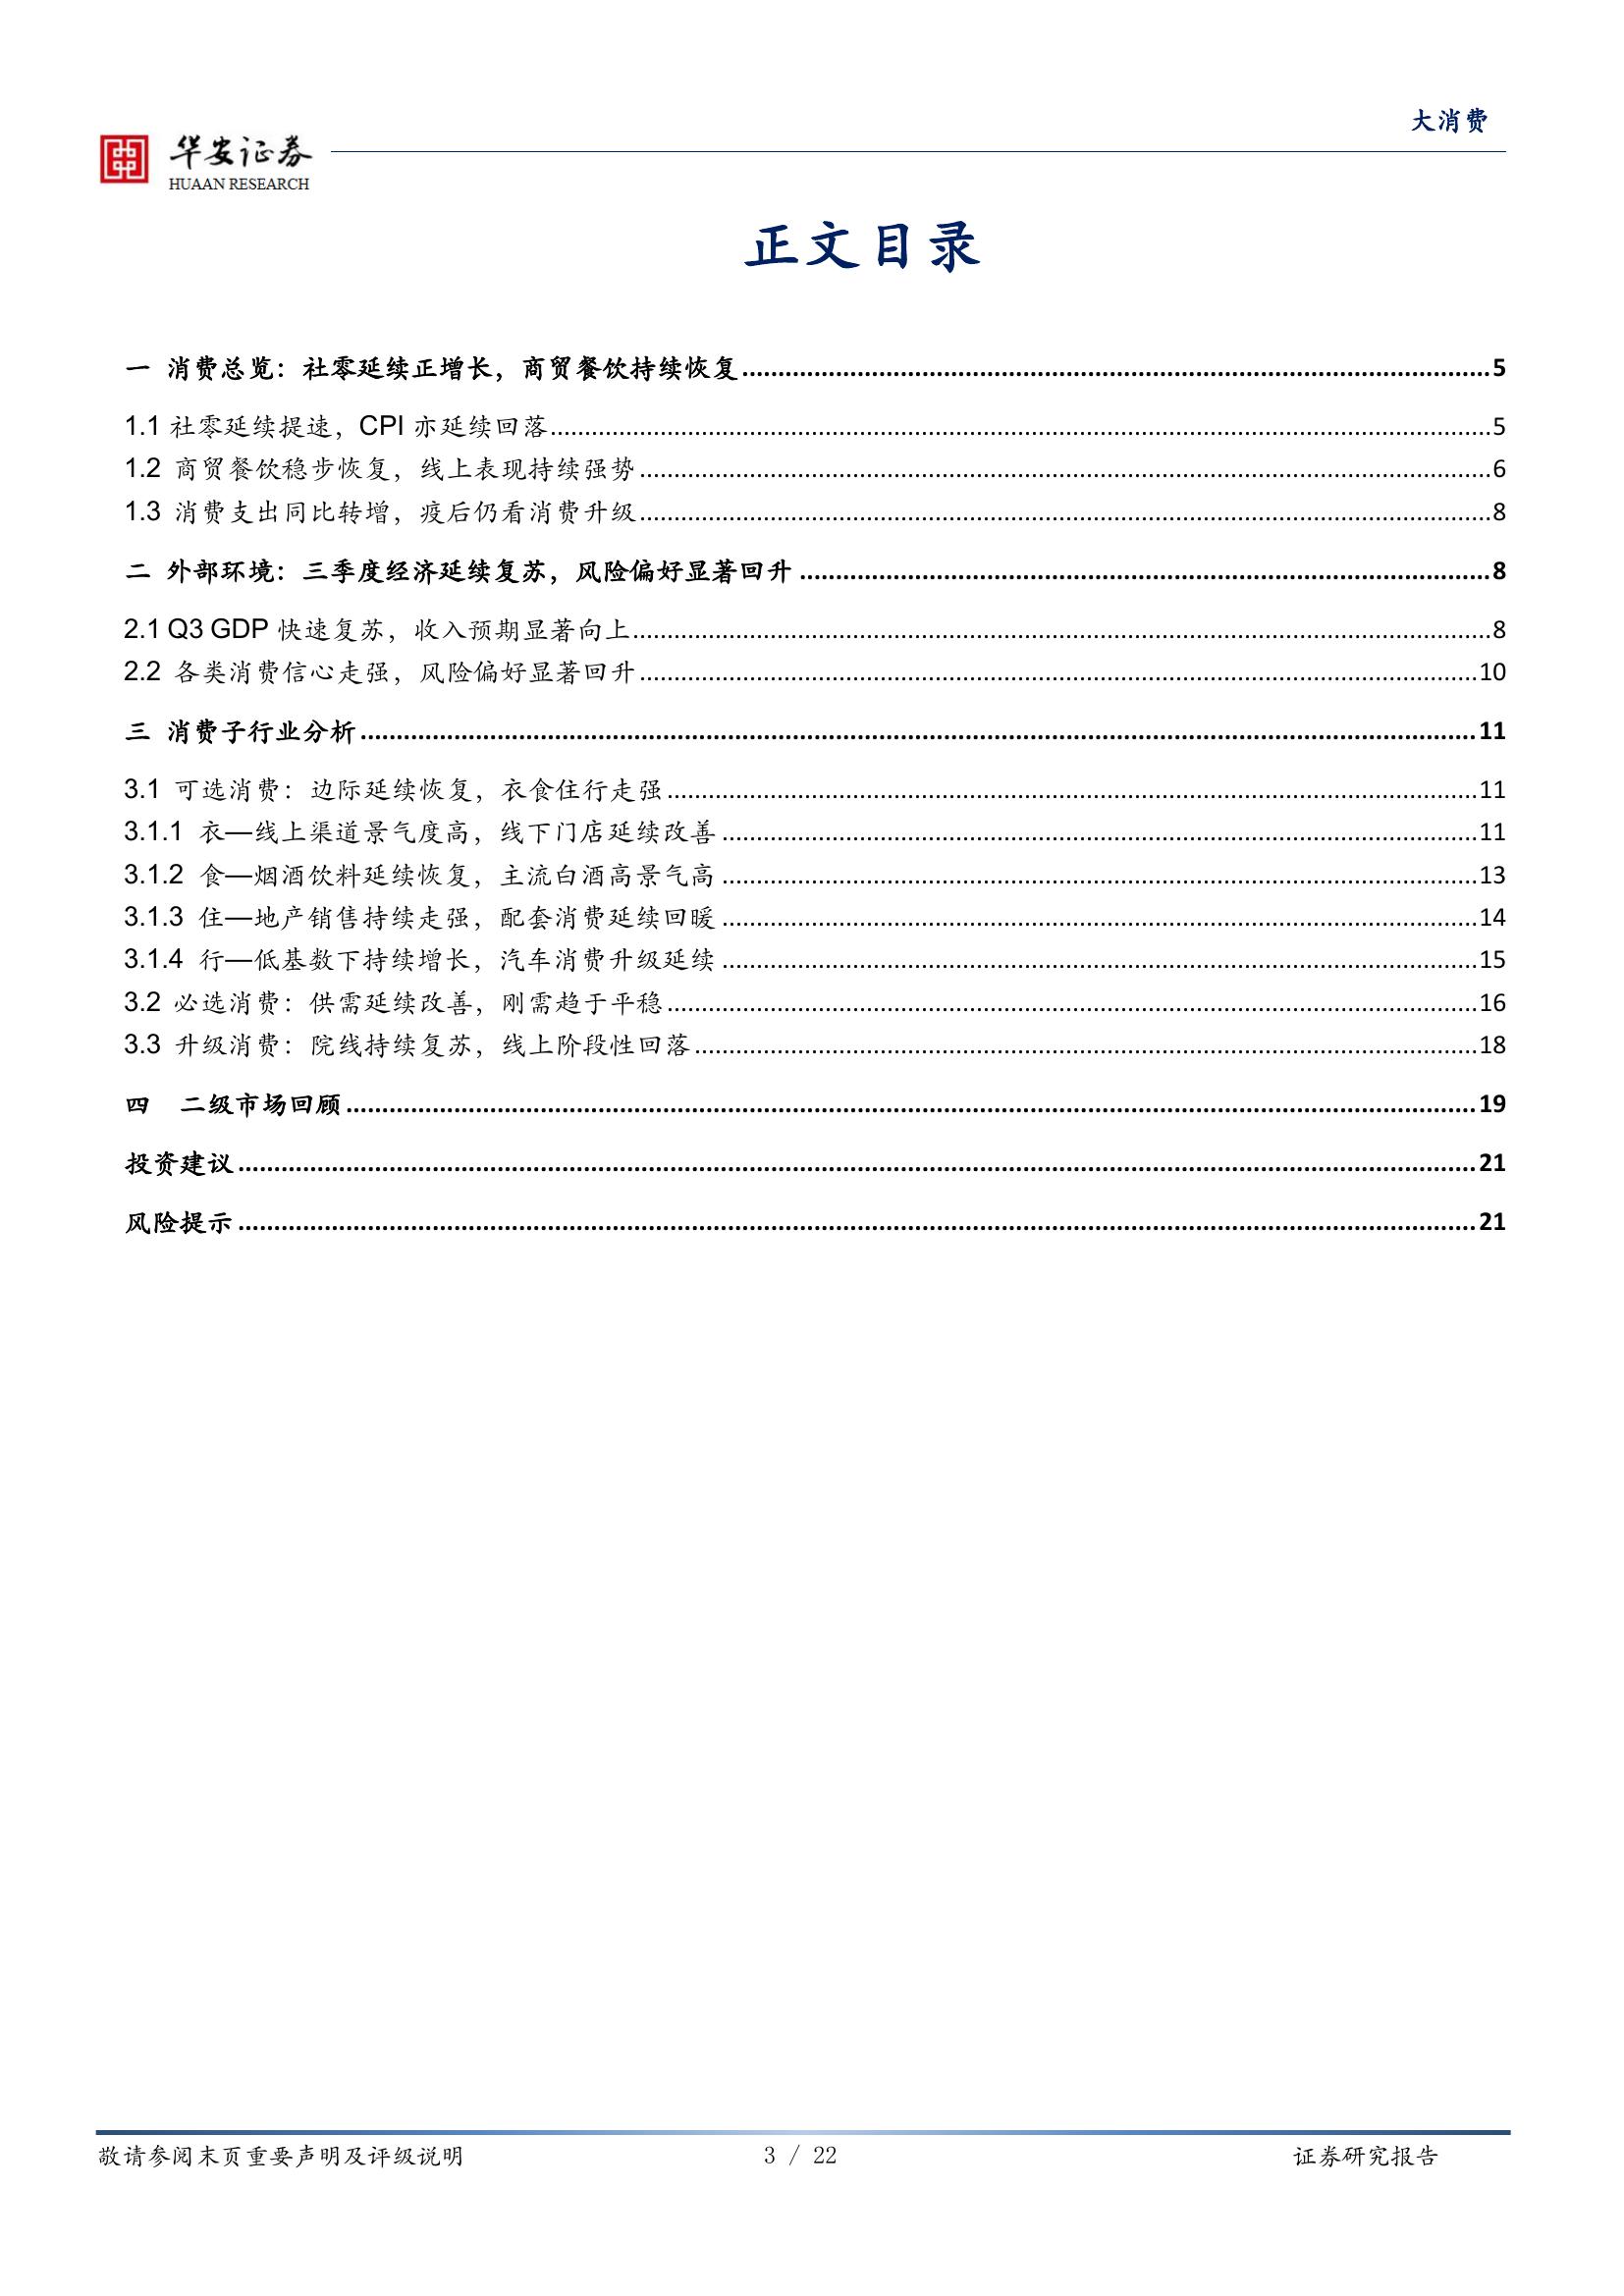 大消费
华安证券
HUAAN RESEARCH
正文目录
一 消费总览：社零延续正增长，商贸餐饮持续恢复 5
1.1 社零延续提速，CPI 亦延续回落 5
1.2 商贸餐饮稳步恢复，线上表现持续强势 6
1.3 消费支出同比转增，疫后仍看消费升级 8
二 外部环境：三季度经济延续复苏，风险偏好显著回升 8
2.1 Q3 GDP 快速复苏，收入预期显著向上 8
2.2 各类消费信心走强，风险偏好显著回升 10
三 消费子行业分析 11
3.1 可选消费：边际延续恢复，衣食住行走强 11
3.1.1 衣—线上渠道景气度高，线下门店延续改善 11
3.1.2 食—烟酒饮料延续恢复，主流白酒高景气高 13
3.1.3 住—地产销售持续走强，配套消费延续回暖 14
3.1.4 行—低基数下持续增长，汽车消费升级延续 15
3.2 必选消费：供需延续改善，刚需趋于平稳 16
3.3 升级消费：院线持续复苏，线上阶段性回落 18
四 二级市场回顾 19
投资建议 21
风险提示 21
敬请参阅末页重要声明及评级说明 3 / 22 证券研究报告